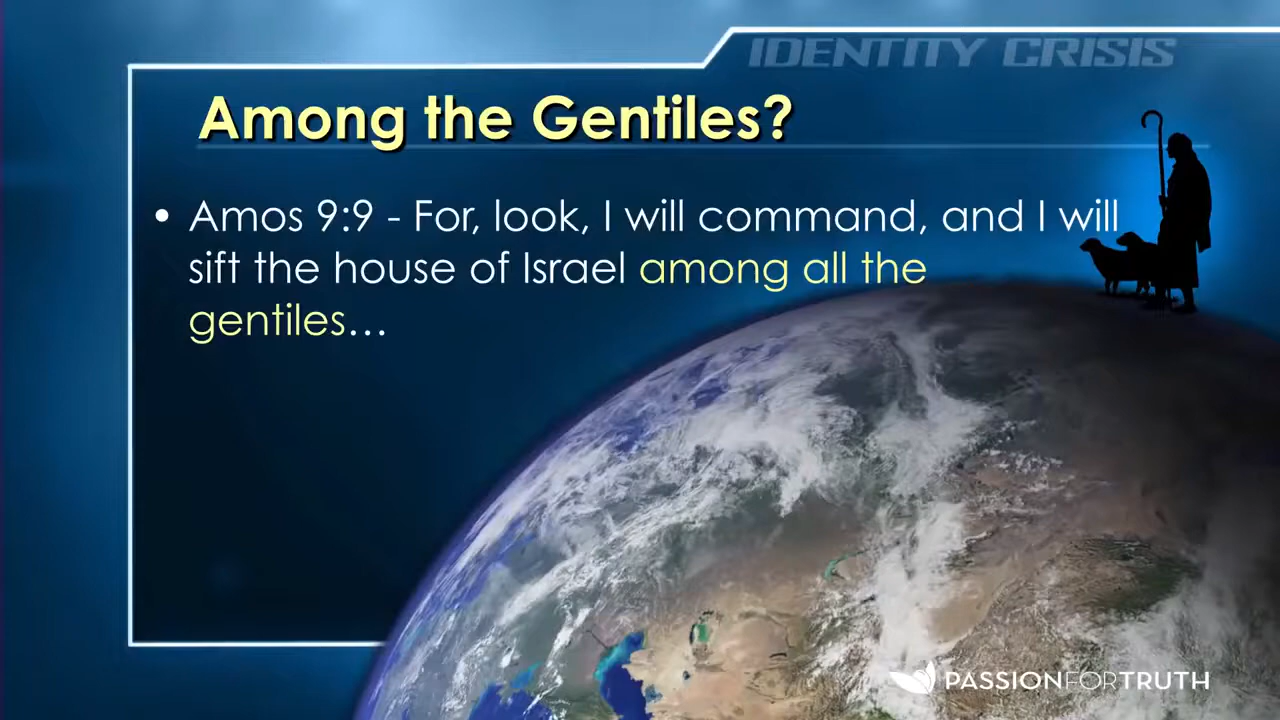 IDENTITY CRISIS
Among the Gentiles?
• Amos 9:9 - For, look, I will command, and I will
sift the house of Israel among all the
gentiles…
PASSIONFORTRUTH